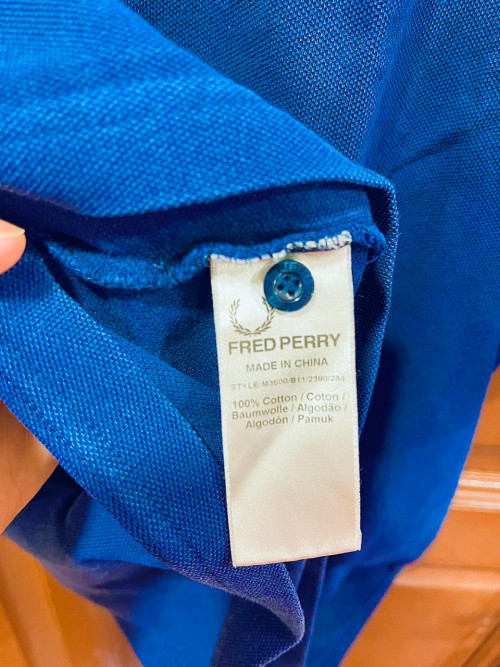 FRED PERRY
MADE IN CHINA
STYLE: M3600/B11/2390/284
100% Cotton / Coton /
Baumwolle / Algodão /
Algodón / Pamuk